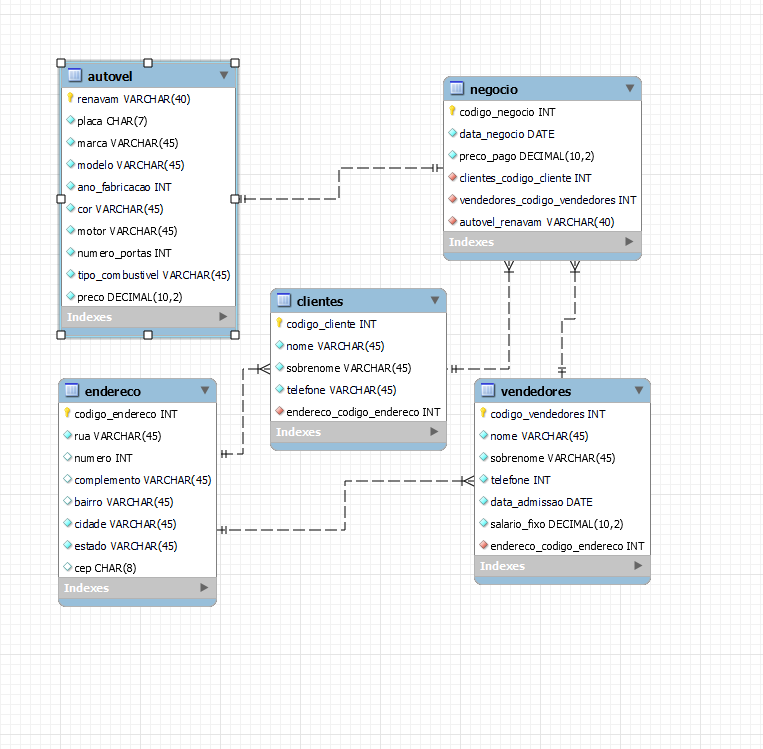 autovel
renavam VARCHAR(40)
placa CHAR(7)
marca VARCHAR(45)
modelo VARCHAR(45)
ano_fabricacao INT
cor VARCHAR(45)
motor VARCHAR(45)
numero_portas INT
tipo_combustivel VARCHAR(45)
preco DECIMAL(10,2)
Indexes
negocio
codigo_negocio INT
data_negocio DATE
preco_pago DECIMAL(10,2)
clientes_codigo_cliente INT
vendedores_codigo_vendedores INT
autovel_renavam VARCHAR(40)
Indexes
clientes
codigo_cliente INT
nome VARCHAR(45)
sobrenome VARCHAR(45)
telefone VARCHAR(45)
endereco_codigo_endereco INT
Indexes
endereco
codigo_endereco INT
rua VARCHAR(45)
numero INT
complemento VARCHAR(45)
bairro VARCHAR(45)
cidade VARCHAR(45)
estado VARCHAR(45)
cep CHAR(8)
Indexes
vendedores
codigo_vendedores INT
nome VARCHAR(45)
sobrenome VARCHAR(45)
telefone INT
data_admissao DATE
salario_fixo DECIMAL(10,2)
endereco_codigo_endereco INT
Indexes